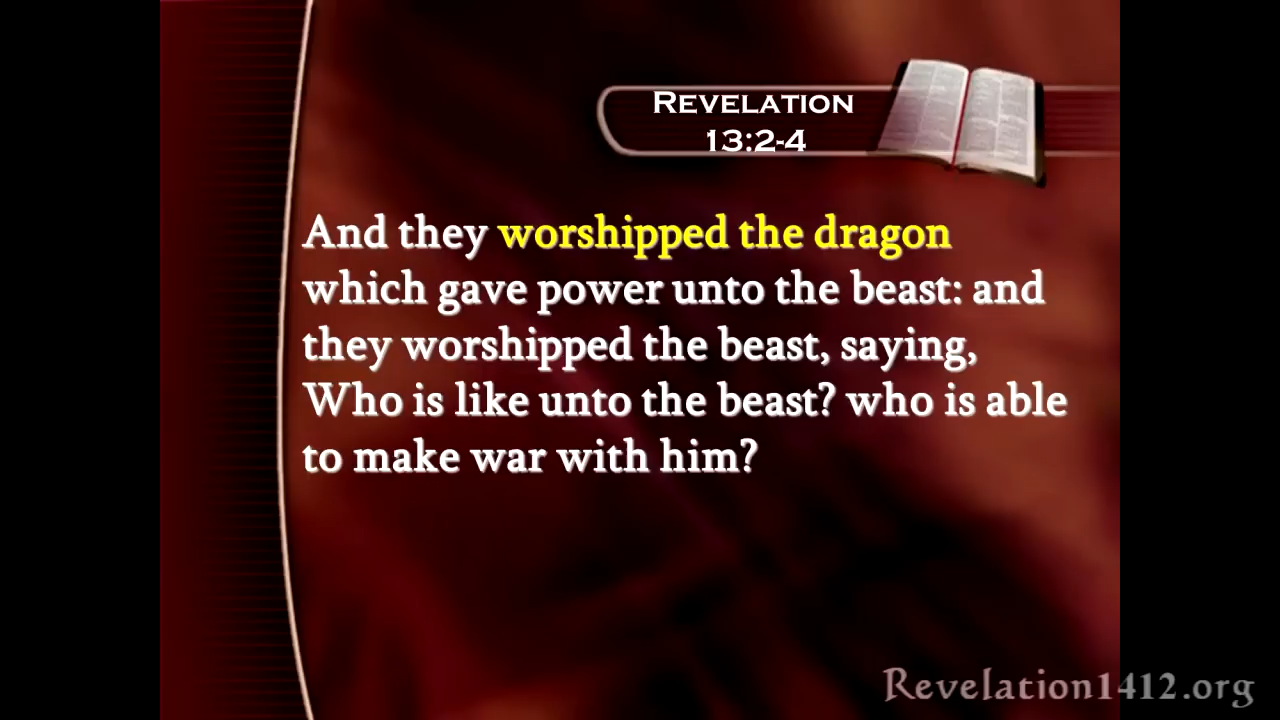 Revelation
13:2-4
And they worshipped the dragon
which gave power unto the beast: and
they worshipped the beast, saying,
Who is like unto the beast? who is able
to make war with him?
Revelation1412.org